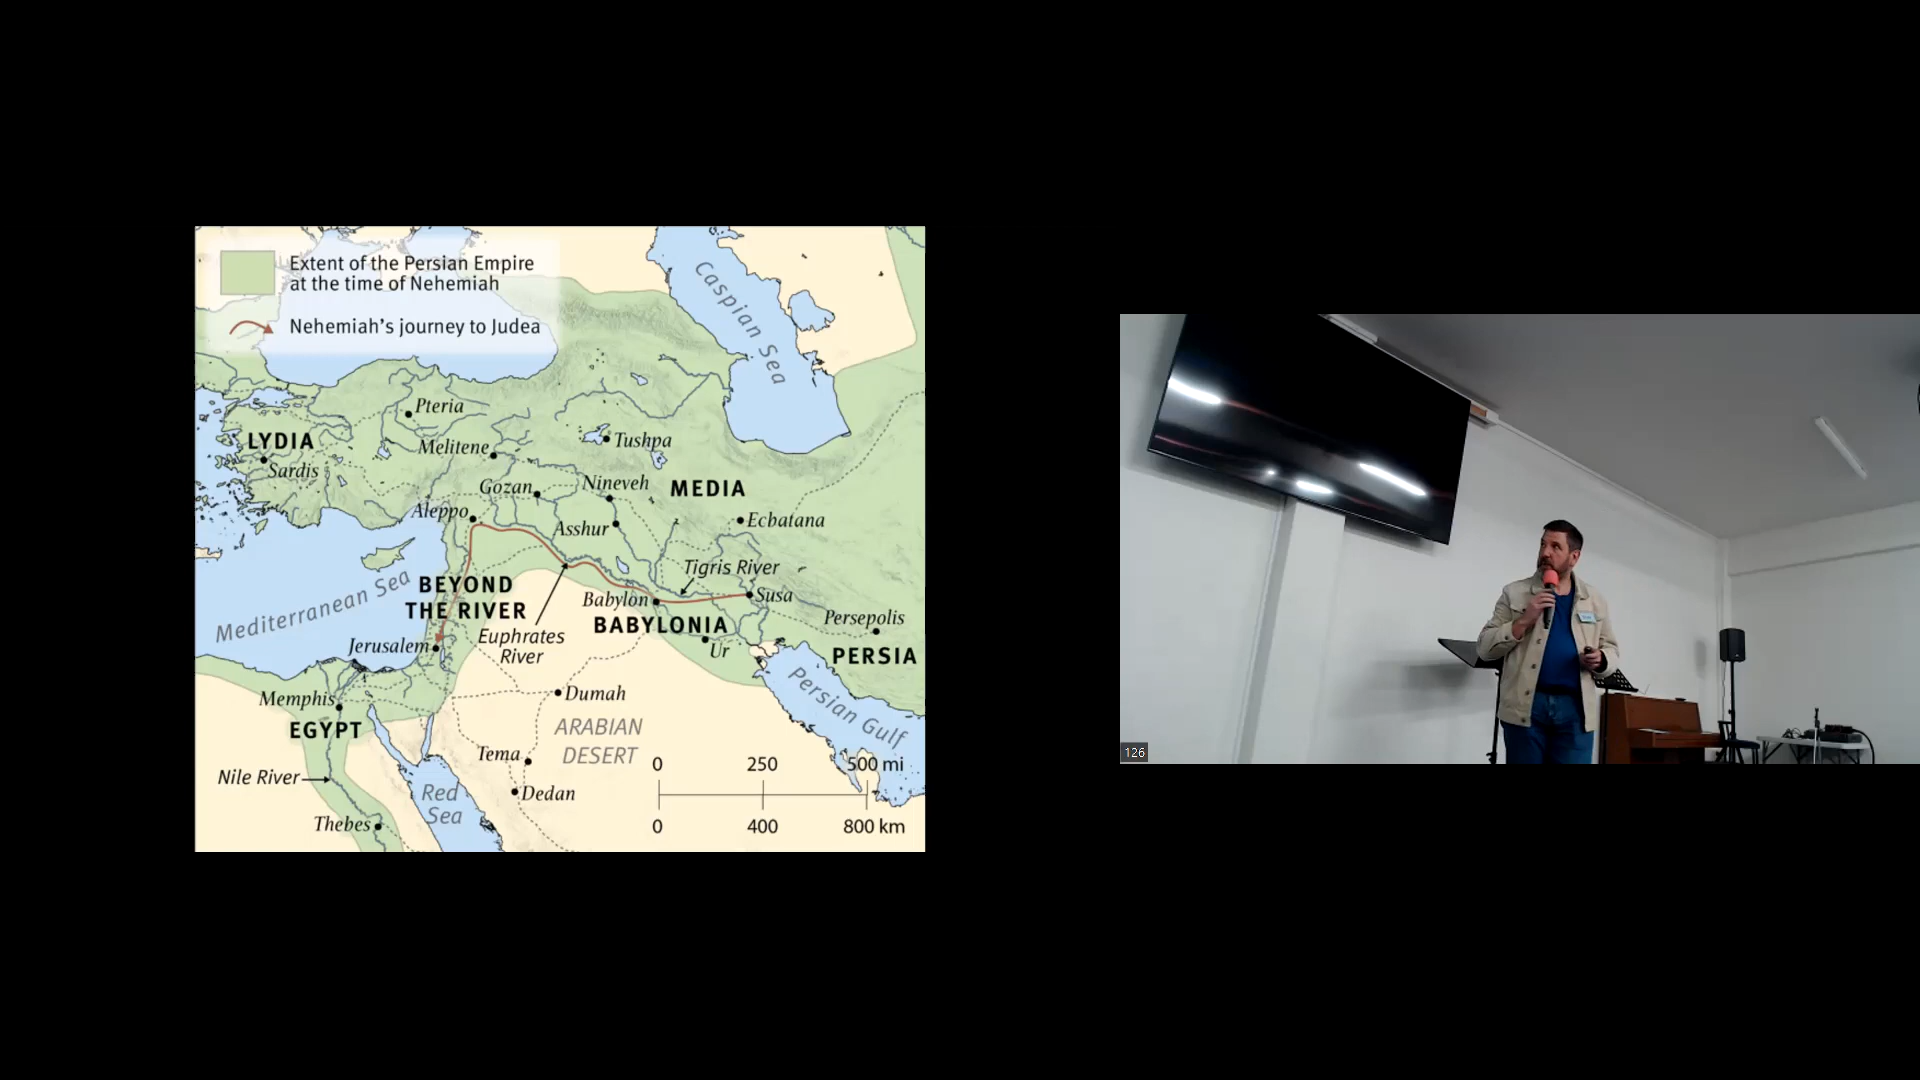 Extent of the Persian Empire
at the time of Nehemiah
Nehemiah's journey to Judea
Caspian Sea
Pteria
LYDIA
Sardis
Melitene
Tushpa
Gozan
Nineveh
MEDIA
Aleppo
Asshur
Ecbatana
Mediterranean Sea
BEYOND
THE RIVER
Tigris River
Babylon
Susa
BABYLONIA
Persepolis
Jerusalem
Euphrates
River
Ur
PERSIA
Memphis
EGYPT
Dumah
Persian Gulf
ARABIAN
DESERT
Tema
Nile River
Red
Sea
Dedan
Thebes
0 250 500 mi
0 400 800 km
126